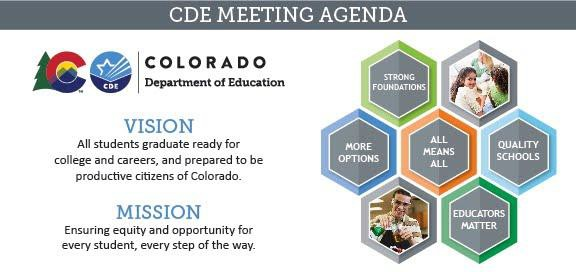 CDE MEETING AGENDA
CDE
COLORADO
Department of Education
VISION
All students graduate ready for
college and careers, and prepared to be
productive citizens of Colorado.
MISSION
Ensuring equity and opportunity for
every student, every step of the way.
STRONG
FOUNDATIONS
MORE
OPTIONS
ALL
MEANS
ALL
QUALITY
SCHOOLS
EDUCATORS
MATTER